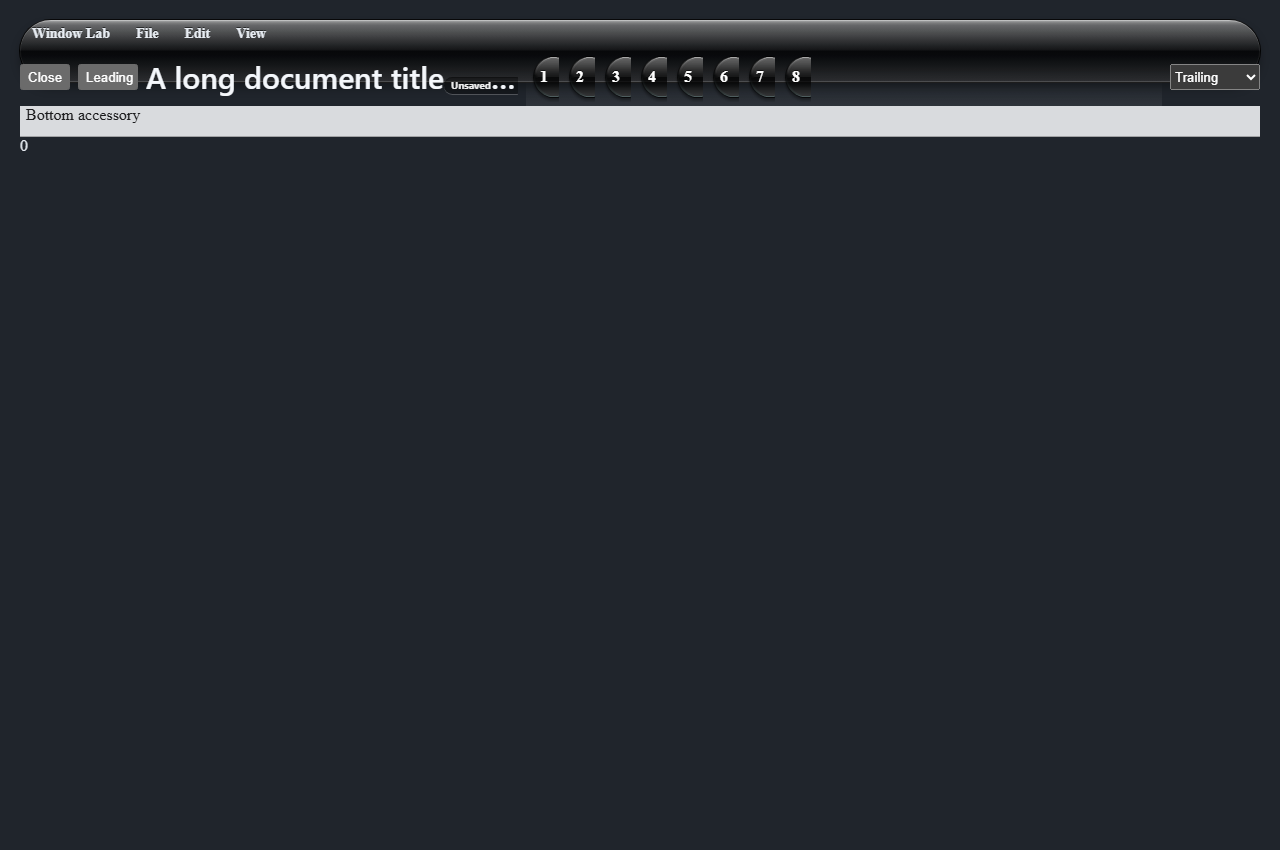 Window Lab File Edit View
Close Leading A long document title Unsaved... 1 2 3 4 5 6 7 8 Trailing
Bottom accessory
0